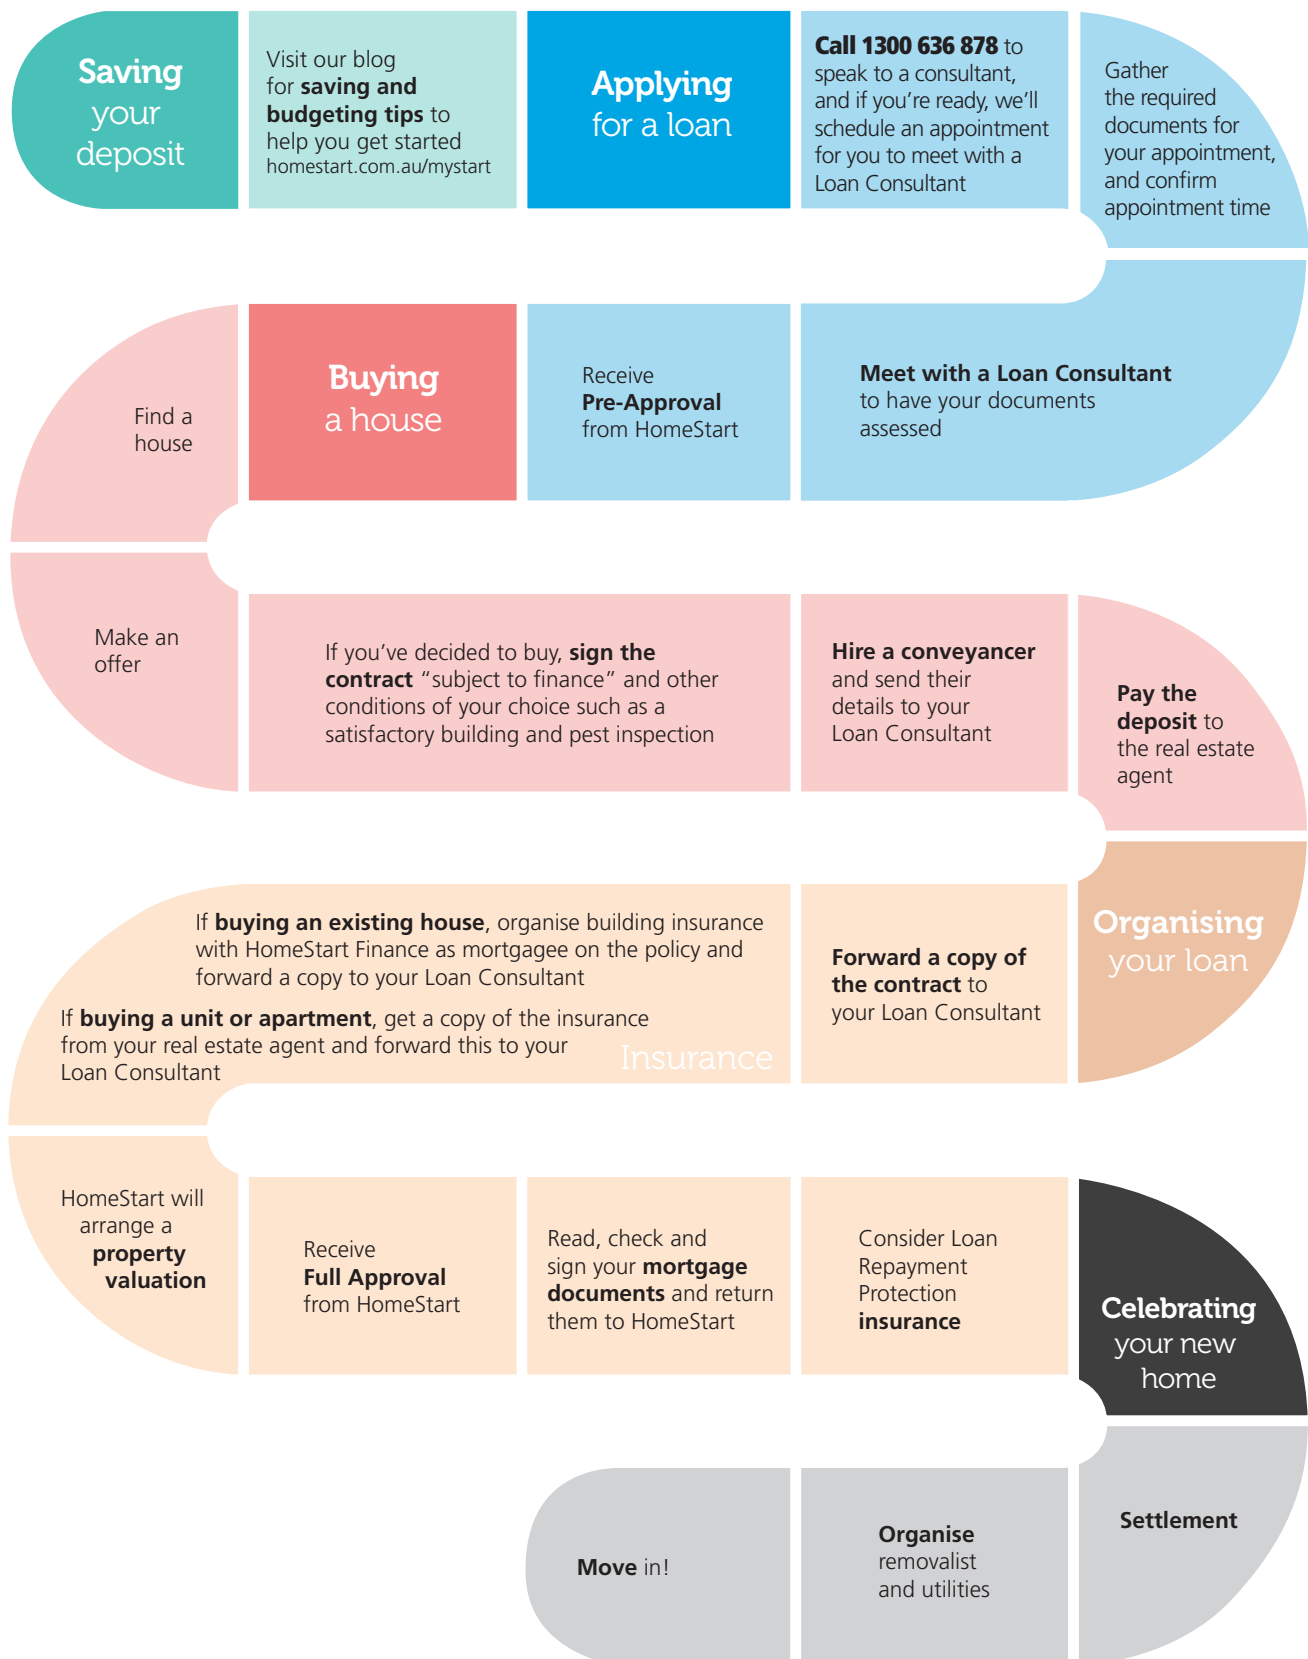 Saving
your
deposit
Visit our blog
for saving and
budgeting tips to
help you get started
homestart.com.au/mystart
Applying
for a loan
Call 1300 636 878 to
speak to a consultant,
and if you're ready, we'll
schedule an appointment
for you to meet with a
Loan Consultant
Gather
the required
documents for
your appointment,
and confirm
appointment time
Meet with a Loan Consultant
to have your documents
assessed
Receive
Pre-Approval
from HomeStart
Buying
a house
Find a
house
Make an
offer
If you've decided to buy, sign the
contract “subject to finance” and other
conditions of your choice such as a
satisfactory building and pest inspection
Hire a conveyancer
and send their
details to your
Loan Consultant
Pay the
deposit to
the real estate
agent
Organising
your loan
Forward a copy of
the contract to
your Loan Consultant
If buying an existing house, organise building insurance
with HomeStart Finance as mortgagee on the policy and
forward a copy to your Loan Consultant
If buying a unit or apartment, get a copy of the insurance
from your real estate agent and forward this to your
Loan Consultant
Insurance
HomeStart will
arrange a
property
valuation
Receive
Full Approval
from HomeStart
Read, check and
sign your mortgage
documents and return
them to HomeStart
Consider Loan
Repayment
Protection
insurance
Celebrating
your new
home
Settlement
Organise
removalist
and utilities
Move in!